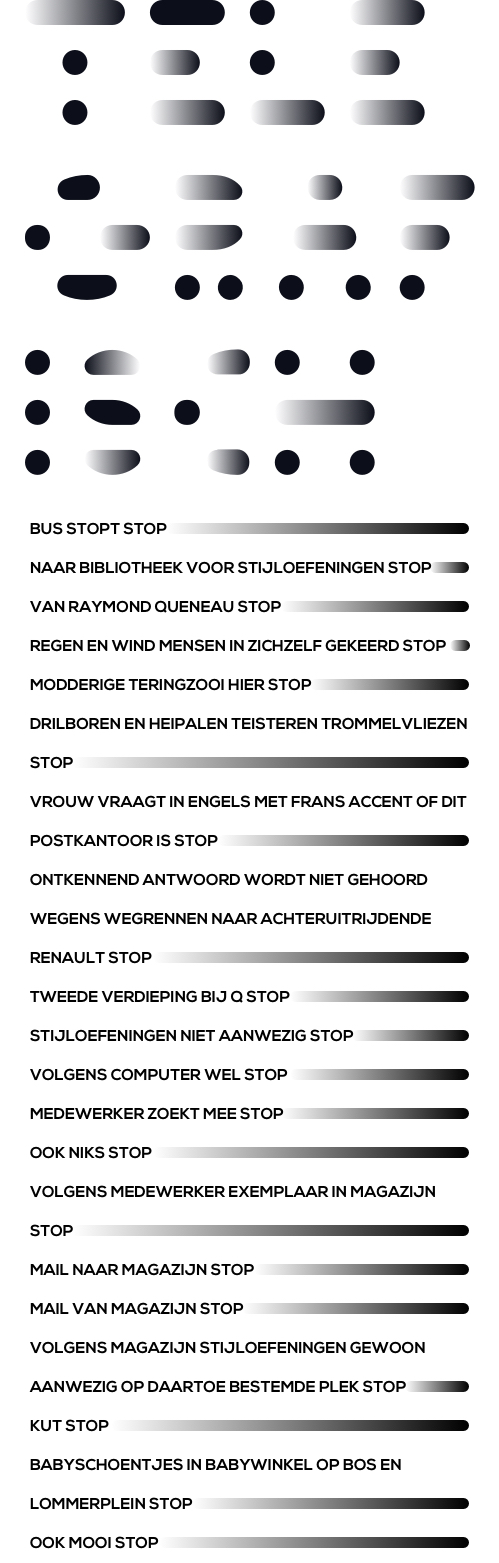 TELE
GRAF
ISCH
BUS STOPT STOP
NAAR BIBLIOTHEEK VOOR STIJLOEFENINGEN STOP
VAN RAYMOND QUENEAU STOP
REGEN EN WIND MENSEN IN ZICHZELF GEKEERD STOP
MODDERIGE TERINGZOOI HIER STOP
DRILBOREN EN HEIPALEN TEISTEREN TROMMELVLIEZEN
STOP
VROUW VRAAGT IN ENGELS MET FRANS ACCENT OF DIT
POSTKANTOOR IS STOP
ONTKENNEND ANTWOORD WORDT NIET GEHOORD
WEGENS WEGRENNEN NAAR ACHTERUITRIJDENDE
RENAULT STOP
TWEEDE VERDIEPING BIJ Q STOP
STIJLOEFENINGEN NIET AANWEZIG STOP
VOLGENS COMPUTER WEL STOP
MEDEWERKER ZOEKT MEE STOP
OOK NIKS STOP
VOLGENS MEDEWERKER EXEMPLAAR IN MAGAZIJN
STOP
MAIL NAAR MAGAZIJN STOP
MAIL VAN MAGAZIJN STOP
VOLGENS MAGAZIJN STIJLOEFENINGEN GEWOON
AANWEZIG OP DAARTOE BESTEMDE PLEK STOP
KUT STOP
BABYSCHOENTJES IN BABYWINKEL OP BOS EN
LOMMERPLEIN STOP
OOK MOOI STOP